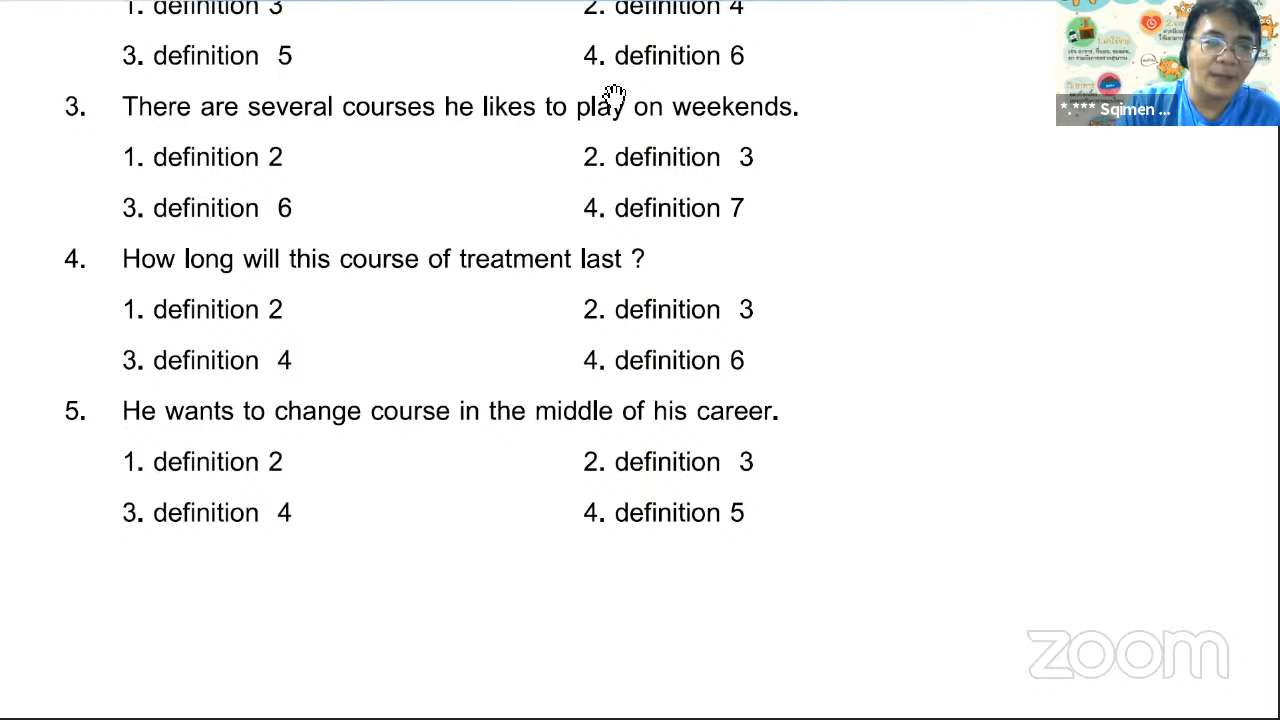 1. definition 3 2. definition 4
3. definition 5 4. definition 6
3. There are several courses he likes to play on weekends.
1. definition 2 2. definition 3
3. definition 6 4. definition 7
4. How long will this course of treatment last ?
1. definition 2 2. definition 3
3. definition 4 4. definition 6
5. He wants to change course in the middle of his career.
1. definition 2 2. definition 3
3. definition 4 4. definition 5
*.*** Sqimen ...
zoom